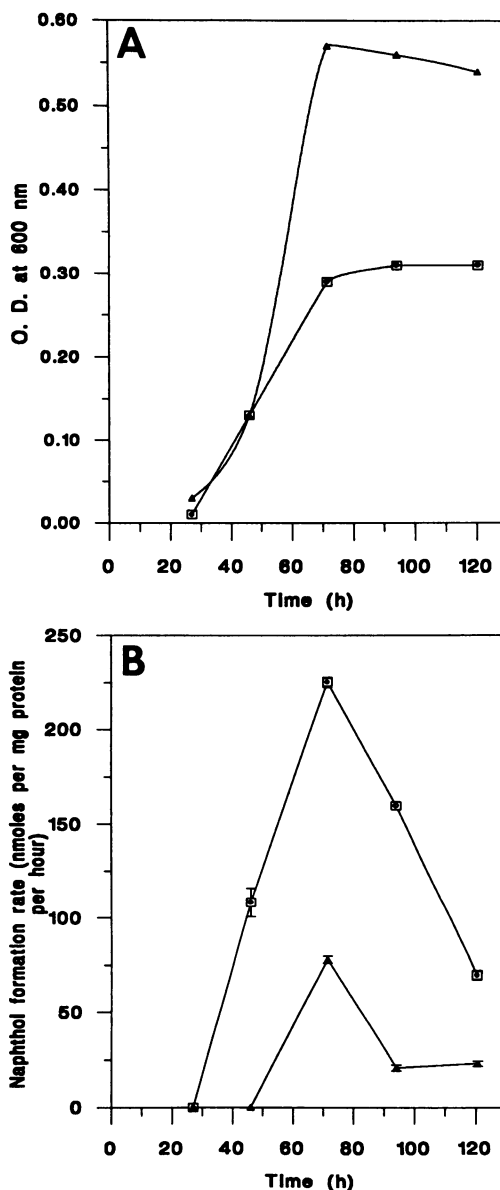 A
0.60
0.50
0.40
0.30
0.20
0.10
0.00
O. D. at 600 nm
0 20 40 60 80 100 120
Time (h)
B
250
200
150
100
50
0
Naphthol formation rate (nmoles per mg protein
per hour)
0 20 40 60 80 100 120
Time (h)